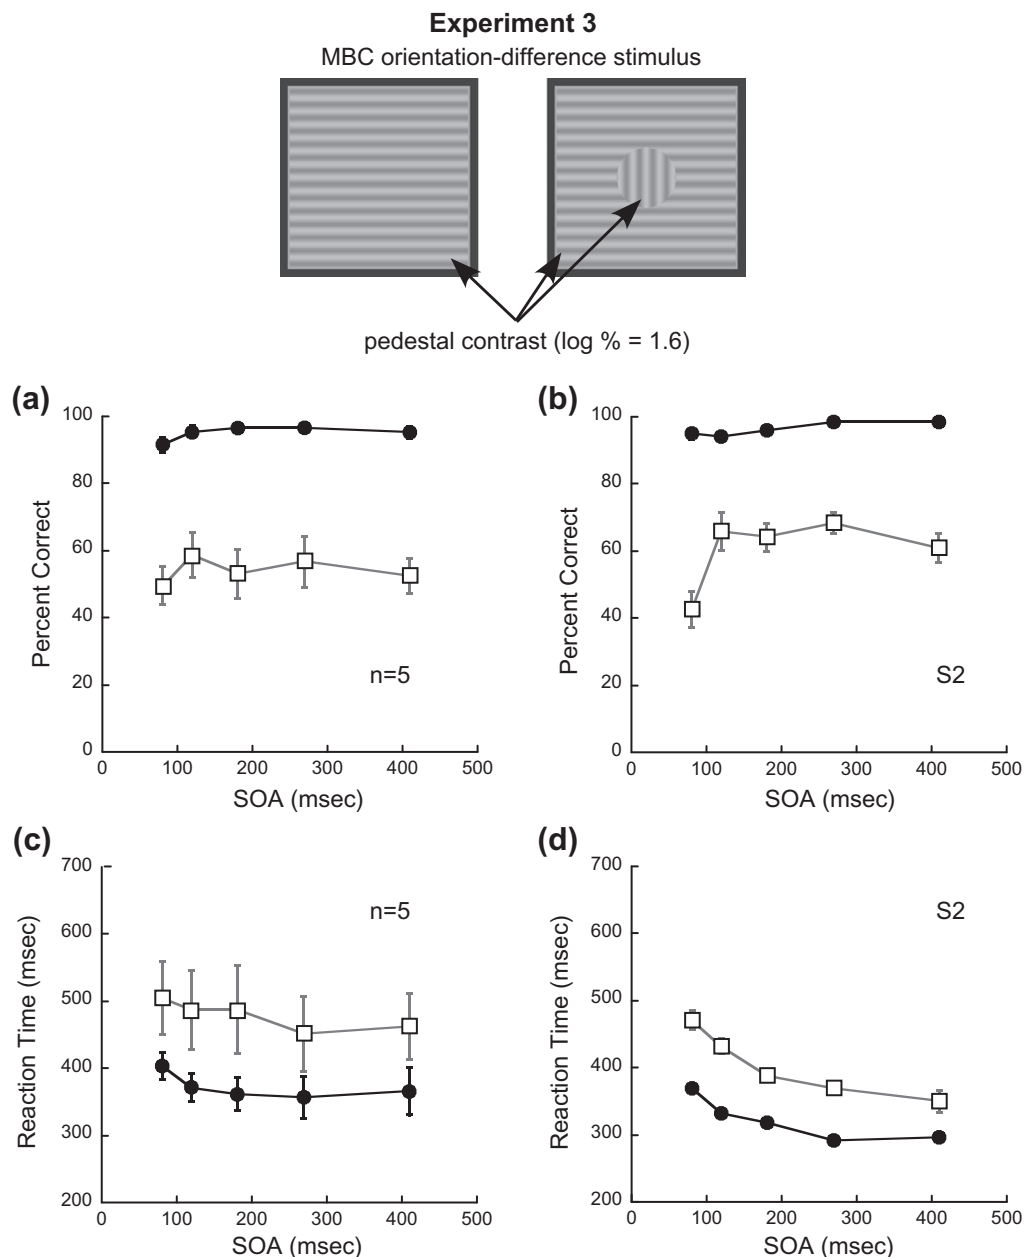 Experiment 3
MBC orientation-difference stimulus
pedestal contrast (log % = 1.6)
(a)
100
80
60
40
20
0
Percent Correct
n=5
0 100 200 300 400 500
SOA (msec)
(b)
100
80
60
40
20
0
Percent Correct
S2
0 100 200 300 400 500
SOA (msec)
(c)
700
600
500
400
300
200
Reaction Time (msec)
n=5
0 100 200 300 400 500
SOA (msec)
(d)
700
600
500
400
300
200
Reaction Time (msec)
S2
0 100 200 300 400 500
SOA (msec)